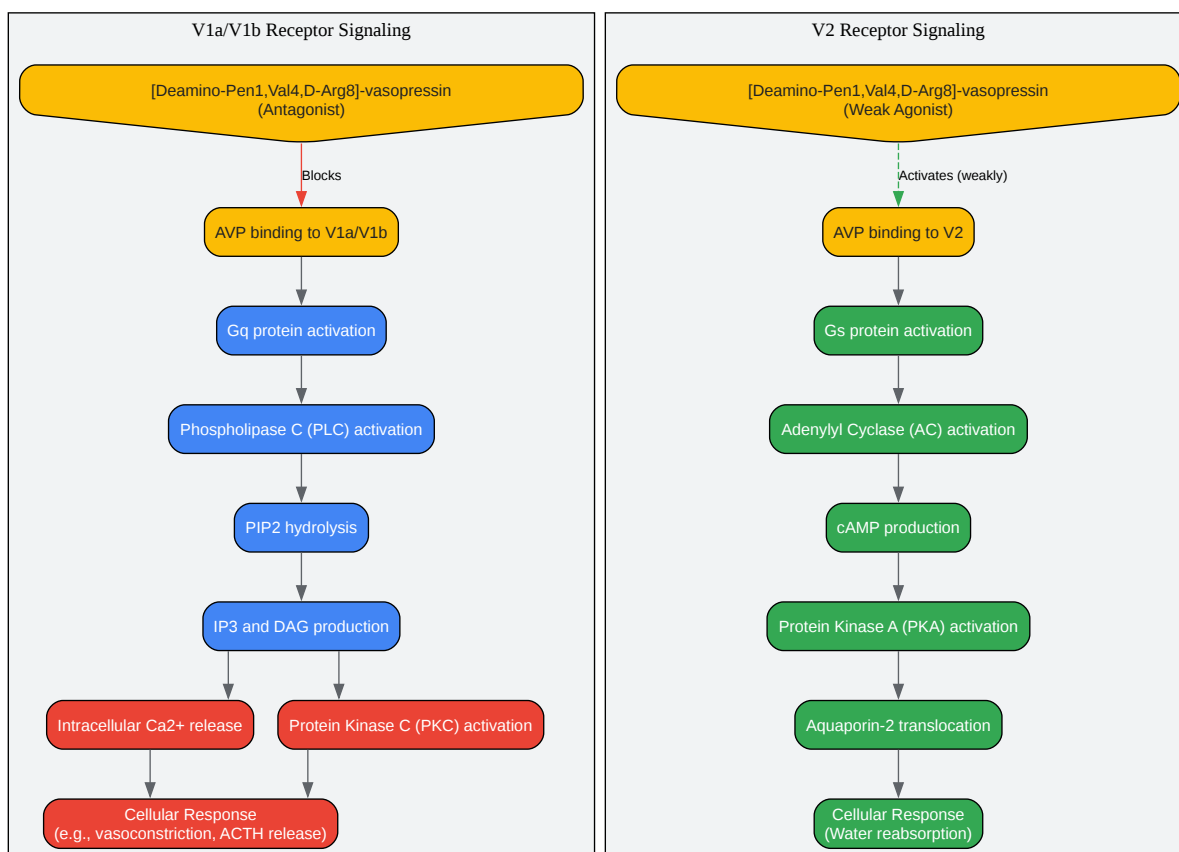 V1a/V1b Receptor Signaling
[Deamino-Pen1,Val4,D-Arg8]-vasopressin
(Antagonist)
Blocks
AVP binding to V1a/V1b
Gq protein activation
Phospholipase C (PLC) activation
PIP2 hydrolysis
IP3 and DAG production
Intracellular Ca2+ release
Protein Kinase C (PKC) activation
Cellular Response
(e.g., vasoconstriction, ACTH release)
V2 Receptor Signaling
[Deamino-Pen1,Val4,D-Arg8]-vasopressin
(Weak Agonist)
Activates (weakly)
AVP binding to V2
Gs protein activation
Adenylyl Cyclase (AC) activation
cAMP production
Protein Kinase A (PKA) activation
Aquaporin-2 translocation
Cellular Response
(Water reabsorption)